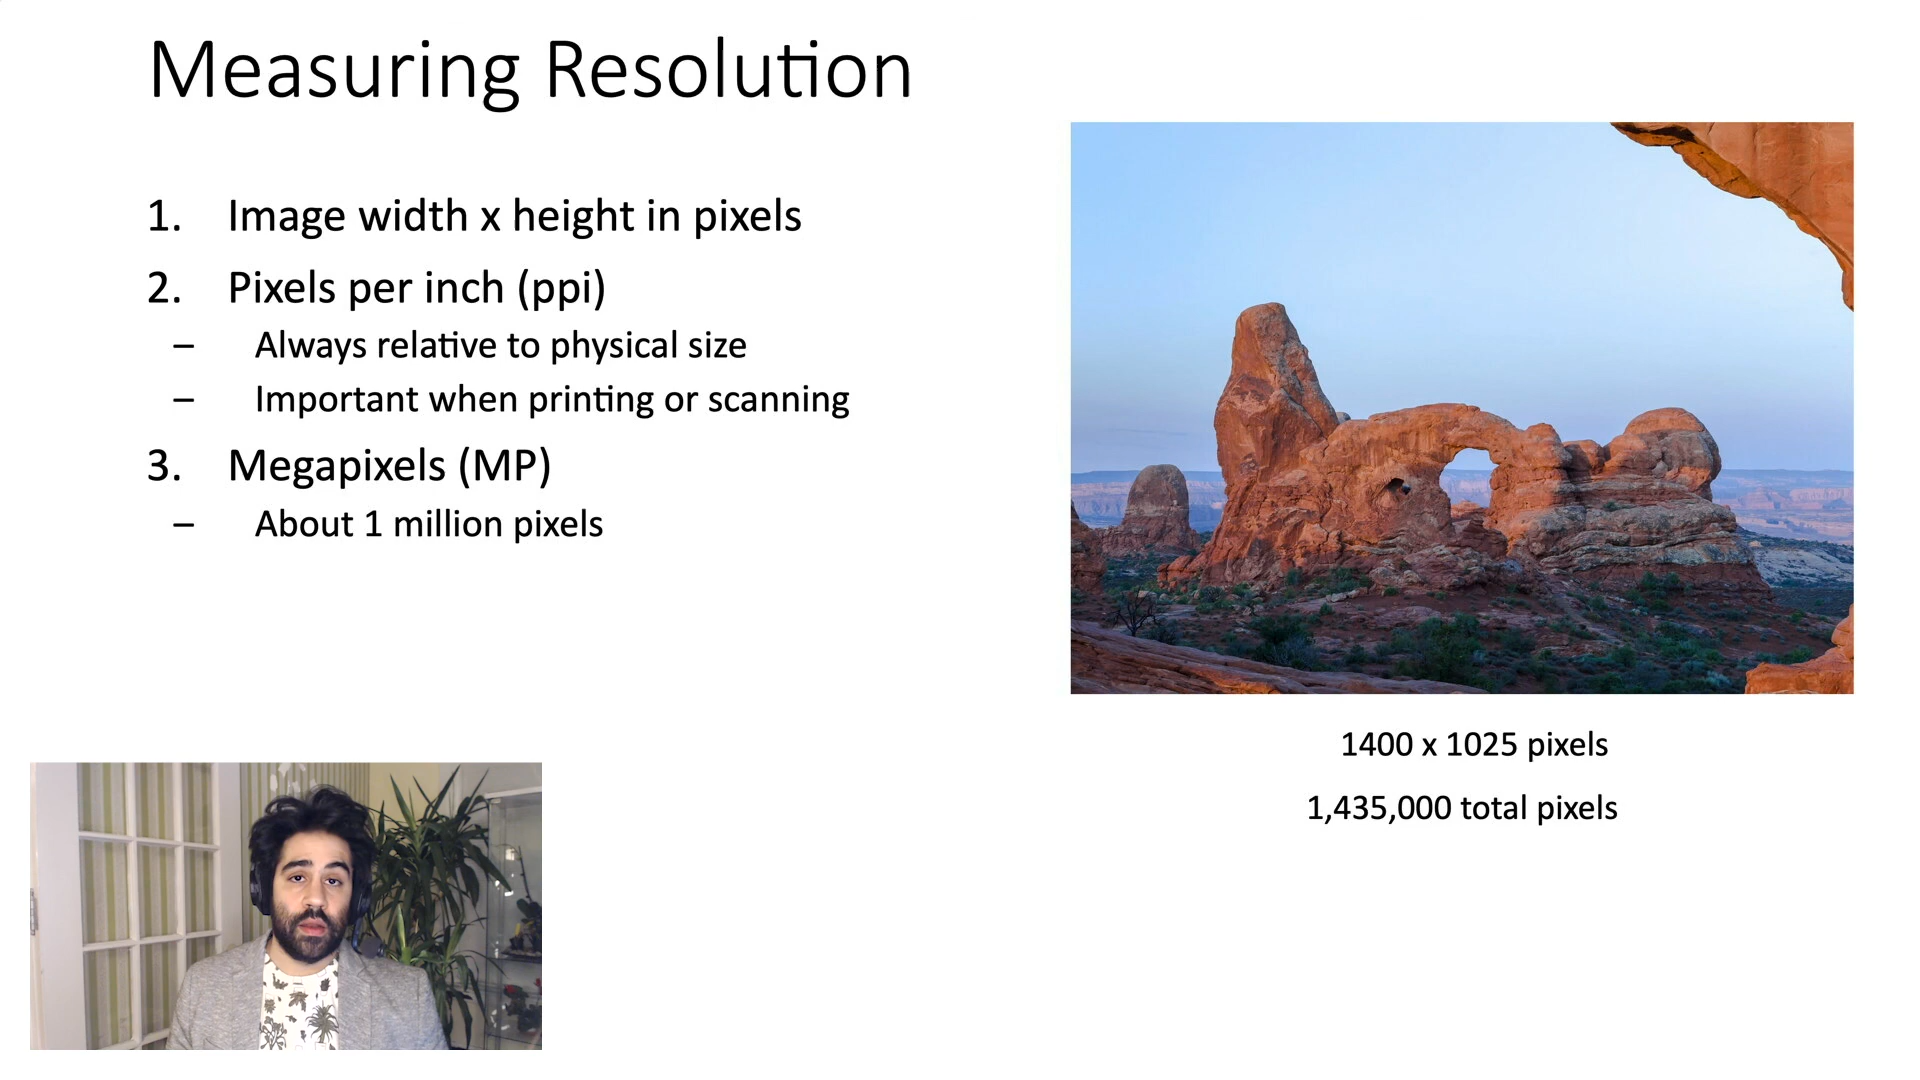 Measuring Resolution
1. Image width x height in pixels
2. Pixels per inch (ppi)
– Always relative to physical size
– Important when printing or scanning
3. Megapixels (MP)
– About 1 million pixels
1400 x 1025 pixels
1,435,000 total pixels